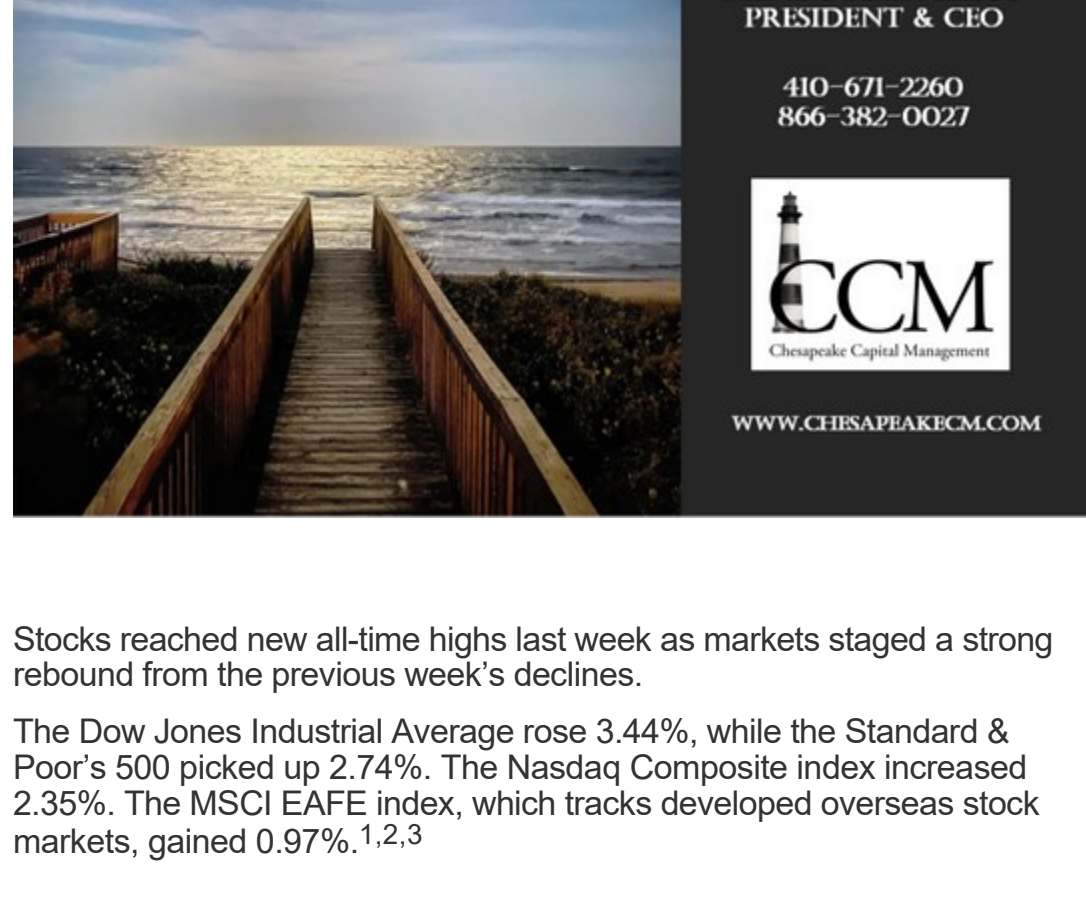 PRESIDENT & CEO
410-671-2260
866-382-0027
CCM
Chesapeake Capital Management
WWW.CHESAPEAKECM.COM
Stocks reached new all-time highs last week as markets staged a strong
rebound from the previous week’s declines.
The Dow Jones Industrial Average rose 3.44%, while the Standard &
Poor’s 500 picked up 2.74%. The Nasdaq Composite index increased
2.35%. The MSCI EAFE index, which tracks developed overseas stock
markets, gained 0.97%.1,2,3